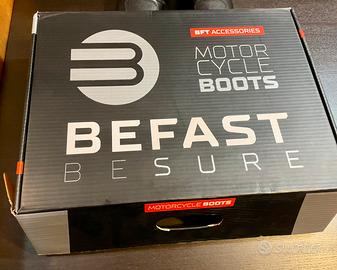 BFT ACCESSORIES
MOTOR
CYCLE
BOOTS
BEFAST
BESURE
MOTORCYCLE BOOTS